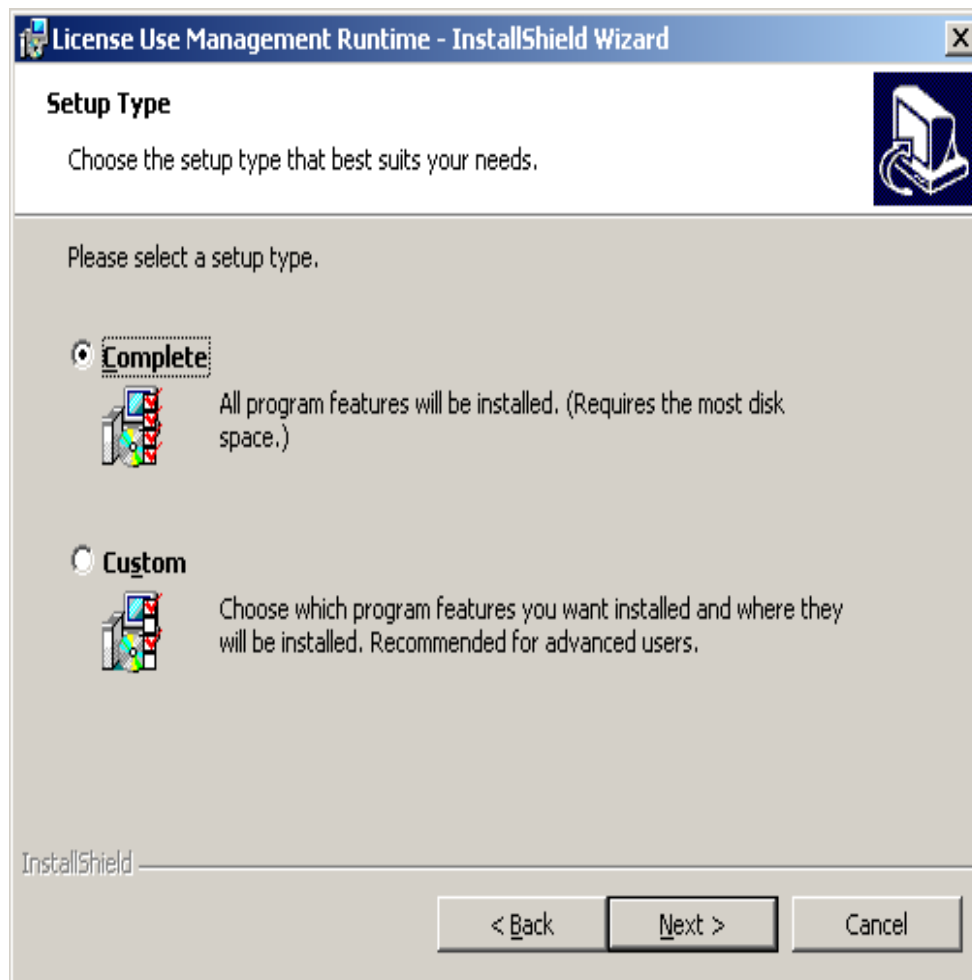 License Use Management Runtime - InstallShield Wizard
Setup Type
Choose the setup type that best suits your needs.
Please select a setup type.
Complete
All program features will be installed. (Requires the most disk
space.)
Custom
Choose which program features you want installed and where they
will be installed. Recommended for advanced users.
InstallShield
< Back
Next >
Cancel